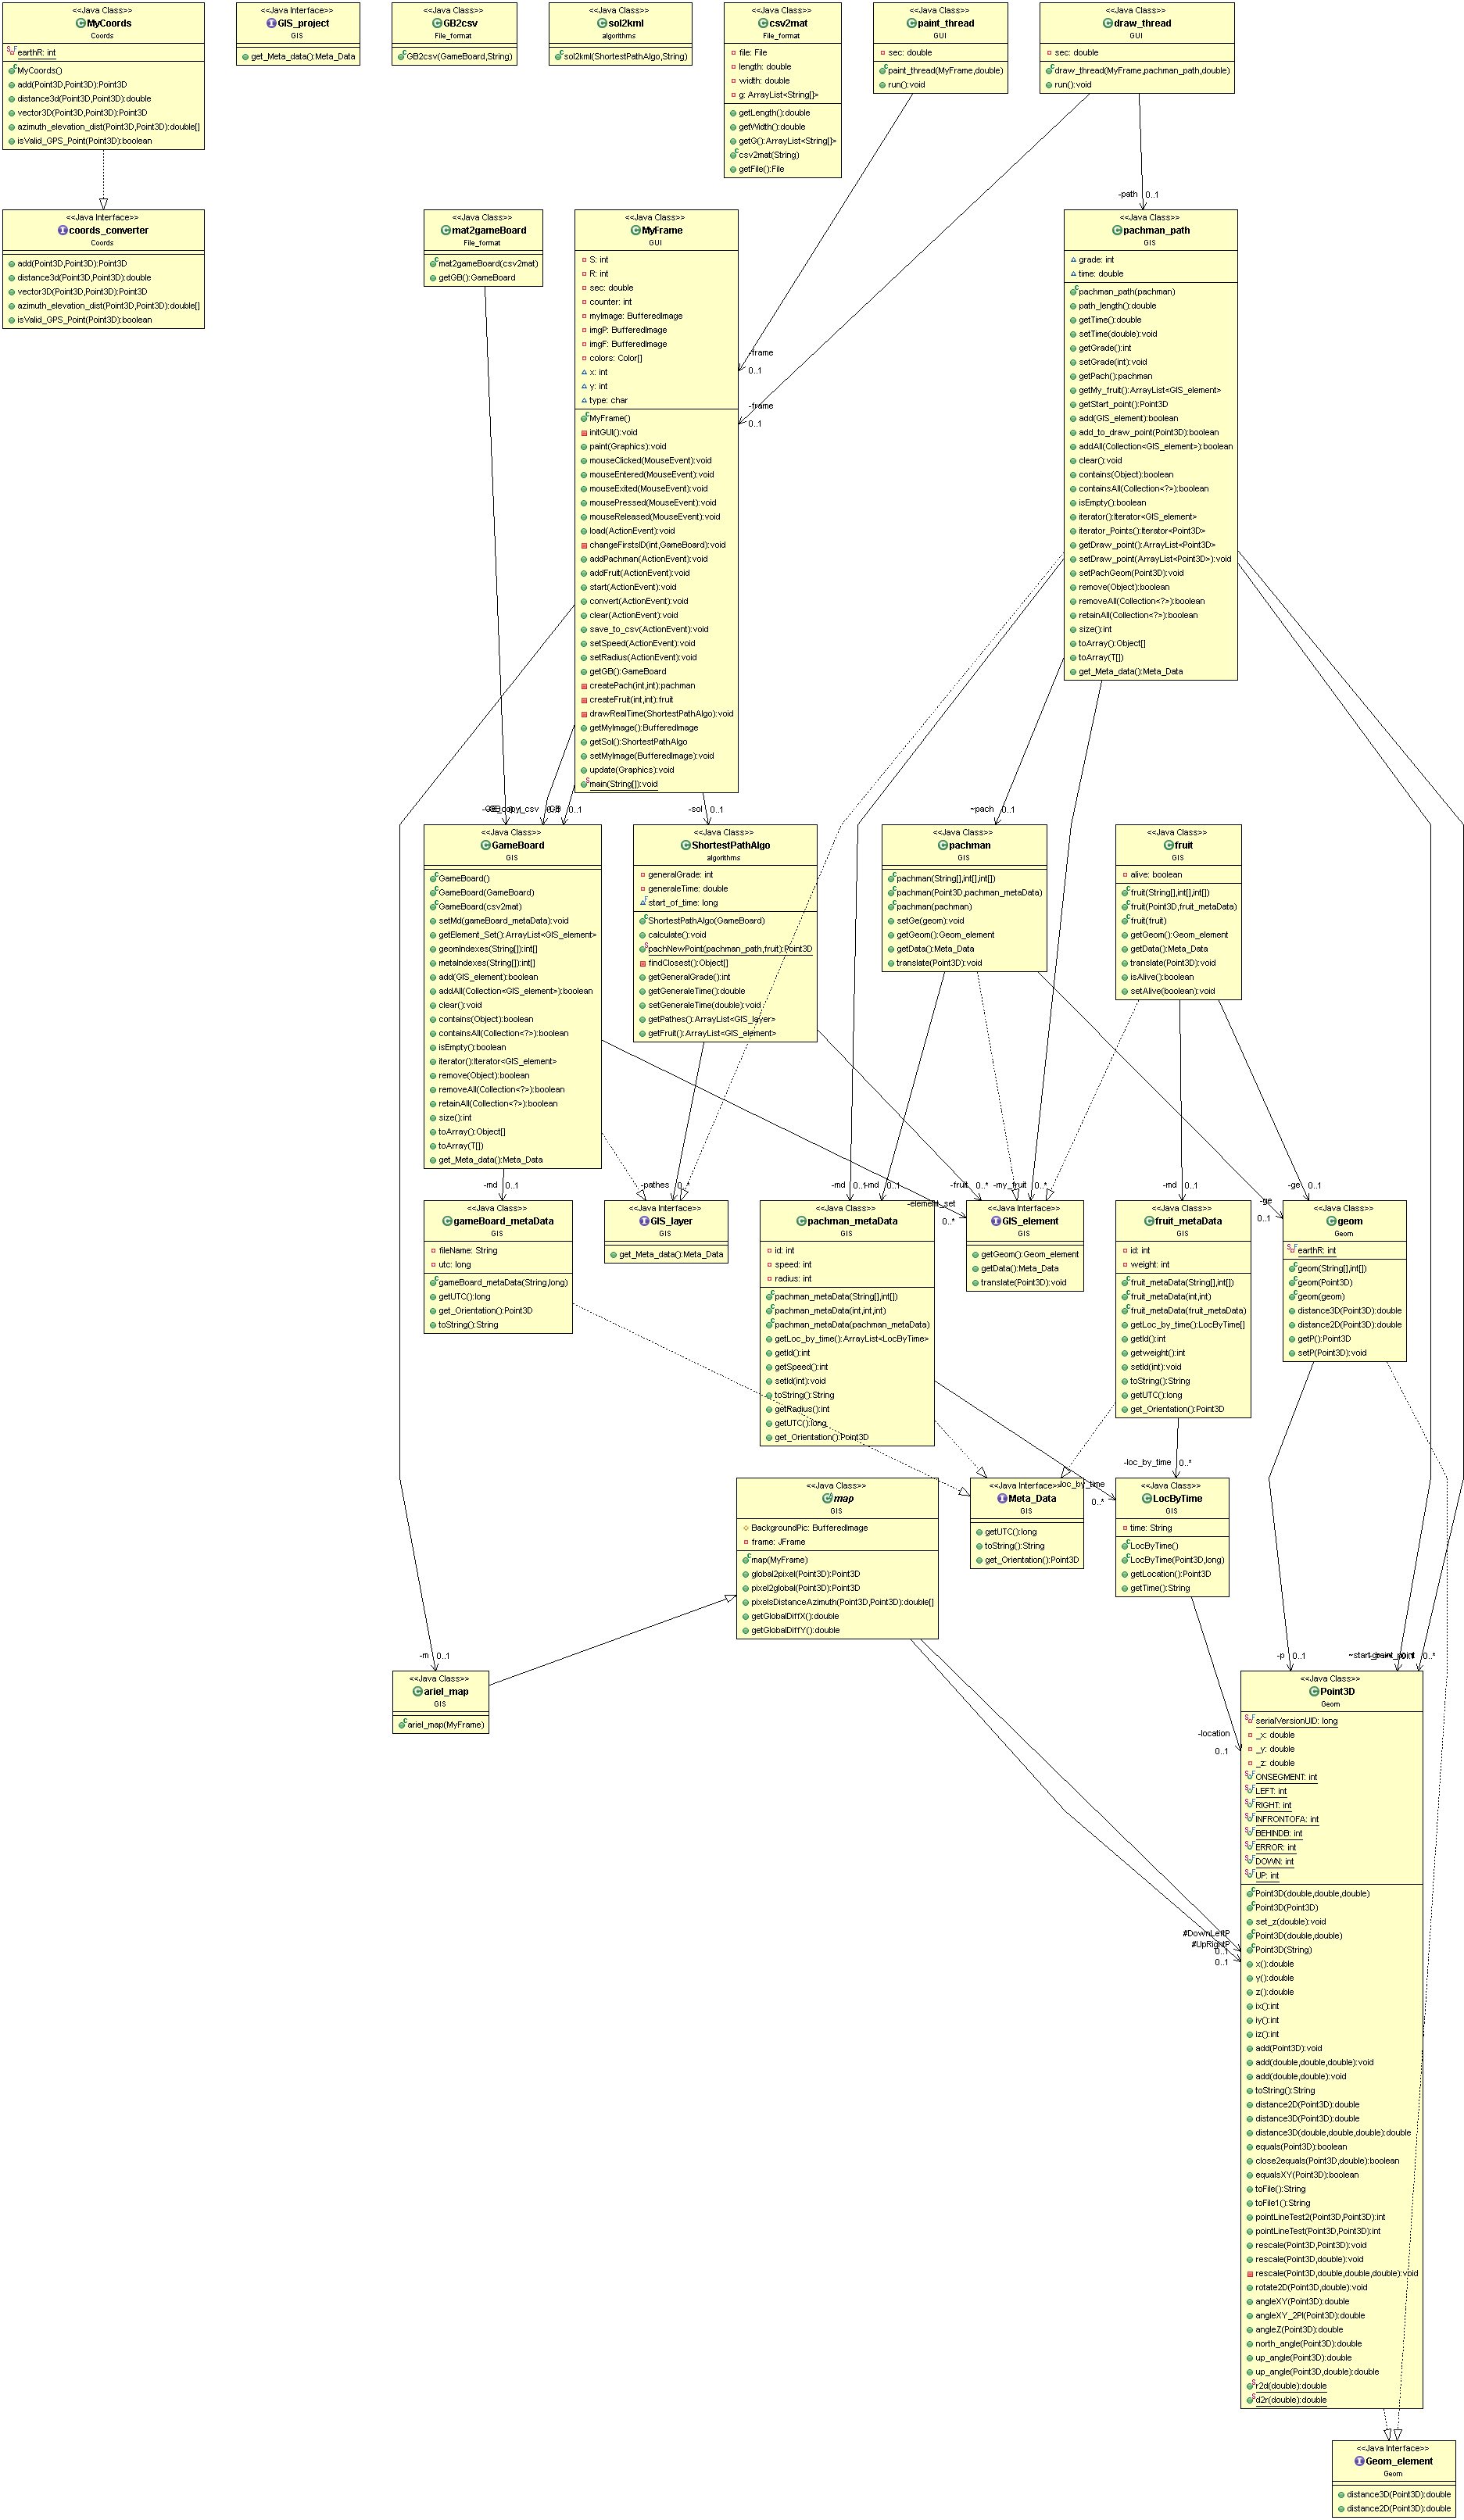 <<Java Class>>
MyCoords
Coords
earthR: int
MyCoords()
add(Point3D,Point3D):Point3D
distance3d(Point3D,Point3D):double
vector3D(Point3D,Point3D):Point3D
azimuth_elevation_dist(Point3D,Point3D):double[]
isValid_GPS_Point(Point3D):boolean
<<Java Interface>>
GIS_project
GIS
get_Meta_data():Meta_Data
<<Java Class>>
GB2csv
File_format
GB2csv(GameBoard,String)
<<Java Class>>
sol2kml
algorithms
sol2kml(ShortestPathAlgo,String)
<<Java Class>>
csv2mat
File_format
file: File
length: double
width: double
g: ArrayList<String[]>
getLength():double
getWidth():double
getG():ArrayList<String[]>
csv2mat(String)
getFile():File
<<Java Class>>
paint_thread
GUI
sec: double
paint_thread(MyFrame,double)
run():void
<<Java Class>>
draw_thread
GUI
sec: double
draw_thread(MyFrame,pachman_path,double)
run():void
-path 0..1
<<Java Interface>>
coords_converter
Coords
add(Point3D,Point3D):Point3D
distance3d(Point3D,Point3D):double
vector3D(Point3D,Point3D):Point3D
azimuth_elevation_dist(Point3D,Point3D):double[]
isValid_GPS_Point(Point3D):boolean
<<Java Class>>
mat2gameBoard
File_format
mat2gameBoard(csv2mat)
getGB():GameBoard
<<Java Class>>
MyFrame
GUI
S: int
R: int
sec: double
counter: int
myImage: BufferedImage
imgP: BufferedImage
imgF: BufferedImage
colors: Color[]
x: int
y: int
type: char
MyFrame()
initGUI():void
paint(Graphics):void
mouseClicked(MouseEvent):void
mouseEntered(MouseEvent):void
mouseExited(MouseEvent):void
mousePressed(MouseEvent):void
mouseReleased(MouseEvent):void
load(ActionEvent):void
changeFirstsID(int,GameBoard):void
addPachman(ActionEvent):void
addFruit(ActionEvent):void
start(ActionEvent):void
convert(ActionEvent):void
clear(ActionEvent):void
save_to_csv(ActionEvent):void
setSpeed(ActionEvent):void
setRadius(ActionEvent):void
getGB():GameBoard
createPach(int,int):pachman
createFruit(int,int):fruit
drawRealTime(ShortestPathAlgo):void
getMyImage():BufferedImage
getSol():ShortestPathAlgo
setMyImage(BufferedImage):void
update(Graphics):void
main(String[]):void
-frame
0..1
-frame
0..1
<<Java Class>>
pachman_path
GIS
grade: int
time: double
pachman_path(pachman)
path_length():double
getTime():double
setTime(double):void
getGrade():int
setGrade(int):void
getPach():pachman
getMy_fruit():ArrayList<GIS_element>
getStart_point():Point3D
add(GIS_element):boolean
add_to_draw_point(Point3D):boolean
addAll(Collection<GIS_element>):boolean
clear():void
contains(Object):boolean
containsAll(Collection<?>):boolean
isEmpty():boolean
iterator():Iterator<GIS_element>
iterator_Points():Iterator<Point3D>
getDraw_point():ArrayList<Point3D>
setDraw_point(ArrayList<Point3D>):void
setPachGeom(Point3D):void
remove(Object):boolean
removeAll(Collection<?>):boolean
retainAll(Collection<?>):boolean
size():int
toArray():Object[]
toArray(T[])
get_Meta_data():Meta_Data
0..1
-sol 0..1
~pach 0..1
<<Java Class>>
GameBoard
GIS
GameBoard()
GameBoard(GameBoard)
GameBoard(csv2mat)
setMd(gameBoard_metaData):void
getElement_Set():ArrayList<GIS_element>
geomIndexes(String[]):int[]
metaIndexes(String[]):int[]
add(GIS_element):boolean
addAll(Collection<GIS_element>):boolean
clear():void
contains(Object):boolean
containsAll(Collection<?>):boolean
isEmpty():boolean
iterator():Iterator<GIS_element>
remove(Object):boolean
removeAll(Collection<?>):boolean
retainAll(Collection<?>):boolean
size():int
toArray():Object[]
toArray(T[])
get_Meta_data():Meta_Data
<<Java Class>>
ShortestPathAlgo
algorithms
generalGrade: int
generaleTime: double
start_of_time: long
ShortestPathAlgo(GameBoard)
calculate():void
pachNewPoint(pachman_path,fruit):Point3D
findClosest():Object[]
getGeneralGrade():int
getGeneraleTime():double
setGeneraleTime(double):void
getPathes():ArrayList<GIS_layer>
getFruit():ArrayList<GIS_element>
<<Java Class>>
pachman
GIS
pachman(String[],int[],int[])
pachman(Point3D,pachman_metaData)
pachman(pachman)
setGe(geom):void
getGeom():Geom_element
getData():Meta_Data
translate(Point3D):void
<<Java Class>>
fruit
GIS
alive: boolean
fruit(String[],int[],int[])
fruit(Point3D,fruit_metaData)
fruit(fruit)
getGeom():Geom_element
getData():Meta_Data
translate(Point3D):void
isAlive():boolean
setAlive(boolean):void
-md 0..1
-pathes 0..*
-md 0..1
-md 0..1
-fruit 0..*
-my_fruit 0..*
-element_set
0..*
-md 0..1
-ge 0..1
-ge
0..1
<<Java Class>>
gameBoard_metaData
GIS
fileName: String
utc: long
gameBoard_metaData(String,long)
getUTC():long
get_Orientation():Point3D
toString():String
<<Java Interface>>
GIS_layer
GIS
get_Meta_data():Meta_Data
<<Java Class>>
pachman_metaData
GIS
id: int
speed: int
radius: int
pachman_metaData(String[],int[])
pachman_metaData(int,int,int)
pachman_metaData(pachman_metaData)
getLoc_by_time():ArrayList<LocByTime>
getId():int
getSpeed():int
setId(int):void
toString():String
getRadius():int
getUTC():long
get_Orientation():Point3D
<<Java Interface>>
GIS_element
GIS
getGeom():Geom_element
getData():Meta_Data
translate(Point3D):void
<<Java Class>>
fruit_metaData
GIS
id: int
weight: int
fruit_metaData(String[],int[])
fruit_metaData(int,int)
fruit_metaData(fruit_metaData)
getLoc_by_time():LocByTime[]
getId():int
getweight():int
setId(int):void
toString():String
getUTC():long
get_Orientation():Point3D
<<Java Class>>
geom
Geom
earthR: int
geom(String[],int[])
geom(Point3D)
geom(geom)
distance3D(Point3D):double
distance2D(Point3D):double
getP():Point3D
setP(Point3D):void
-loc_by_time 0..*
<<Java Class>>
map
GIS
BackgroundPic: BufferedImage
frame: JFrame
map(MyFrame)
global2pixel(Point3D):Point3D
pixel2global(Point3D):Point3D
pixelsDistanceAzimuth(Point3D,Point3D):double[]
getGlobalDiffX():double
getGlobalDiffY():double
<<Java Interface>>
Meta_Data
GIS
getUTC():long
toString():String
get_Orientation():Point3D
-loc_by_time
0..*
<<Java Class>>
LocByTime
GIS
time: String
LocByTime()
LocByTime(Point3D,long)
getLocation():Point3D
getTime():String
-m 0..1
<<Java Class>>
ariel_map
GIS
ariel_map(MyFrame)
-p 0..1
0..*
-location
0..1
#DownLeftP
0..1
#UpRightP
0..1
<<Java Class>>
Point3D
Geom
serialVersionUID: long
_x: double
_y: double
_z: double
ONSEGMENT: int
LEFT: int
RIGHT: int
INFRONTOFA: int
BEHINDB: int
ERROR: int
DOWN: int
UP: int
Point3D(double,double,double)
Point3D(Point3D)
set_z(double):void
Point3D(double,double)
Point3D(String)
x():double
y():double
z():double
ix():int
iy():int
iz():int
add(Point3D):void
add(double,double,double):void
add(double,double):void
toString():String
distance2D(Point3D):double
distance3D(Point3D):double
distance3D(double,double,double):double
equals(Point3D):boolean
close2equals(Point3D,double):boolean
equalsXY(Point3D):boolean
toFile():String
toFile1():String
pointLineTest2(Point3D,Point3D):int
pointLineTest(Point3D,Point3D):int
rescale(Point3D,Point3D):void
rescale(Point3D,double):void
rescale(Point3D,double,double,double):void
rotate2D(Point3D,double):void
angleXY(Point3D):double
angleXY_2PI(Point3D):double
angleZ(Point3D):double
north_angle(Point3D):double
up_angle(Point3D):double
up_angle(Point3D,double):double
r2d(double):double
d2r(double):double
<<Java Interface>>
Geom_element
Geom
distance3D(Point3D):double
distance2D(Point3D):double